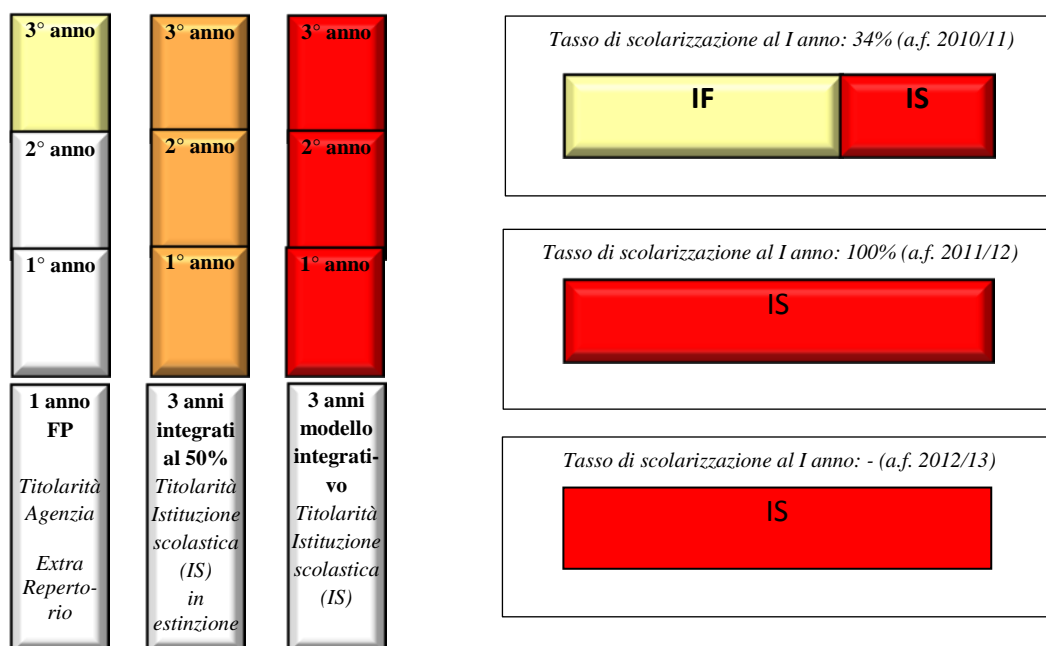 3° anno
2° anno
1° anno
1 anno
FP
Titolarità
Agenzia
Extra
Reperto-
rio
3° anno
2° anno
1° anno
3 anni
integrati
al 50%
Titolarità
Istituzione
scolastica
(IS)
in
estinzione
3° anno
2° anno
1° anno
3 anni
modello
integrati-
vo
Titolarità
Istituzione
scolastica
(IS)
Tasso di scolarizzazione al I anno: 34% (a.f. 2010/11)
IF
IS
Tasso di scolarizzazione al I anno: 100% (a.f. 2011/12)
IS
Tasso di scolarizzazione al I anno: - (a.f. 2012/13)
IS